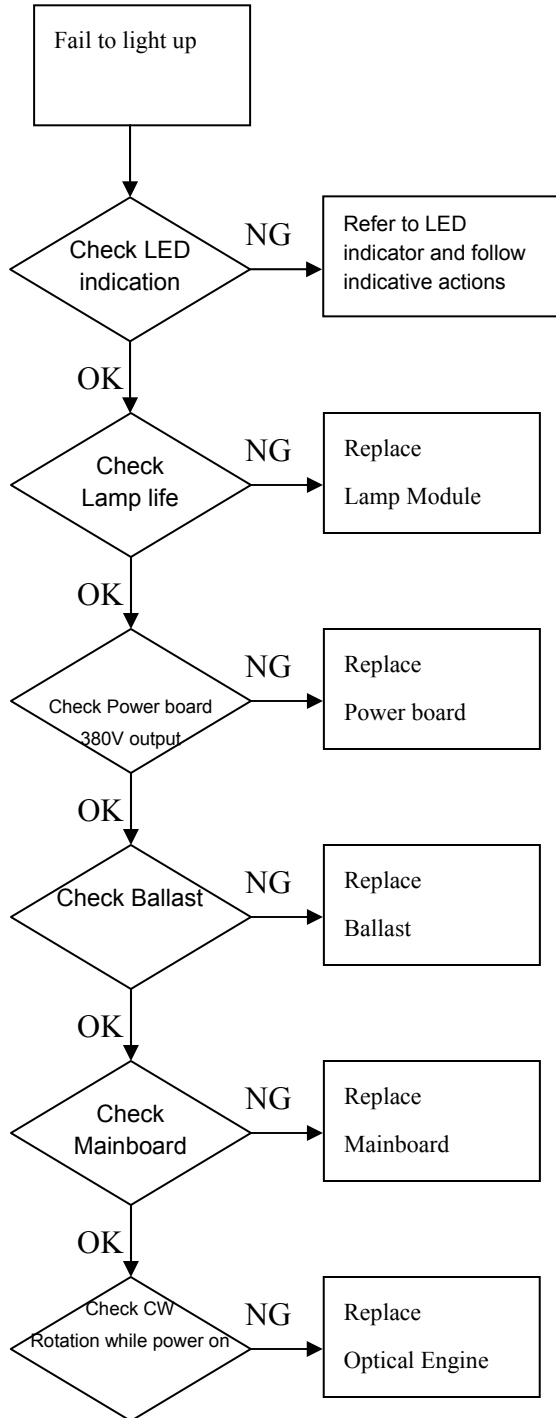 Fail to light up
Check LED
indication
NG
Refer to LED
indicator and follow
indicative actions
OK
Check
Lamp life
NG
Replace
Lamp Module
OK
Check Power board
380V output
NG
Replace
Power board
OK
Check Ballast
NG
Replace
Ballast
OK
Check
Mainboard
NG
Replace
Mainboard
OK
Check CW
Rotation while power on
NG
Replace
Optical Engine